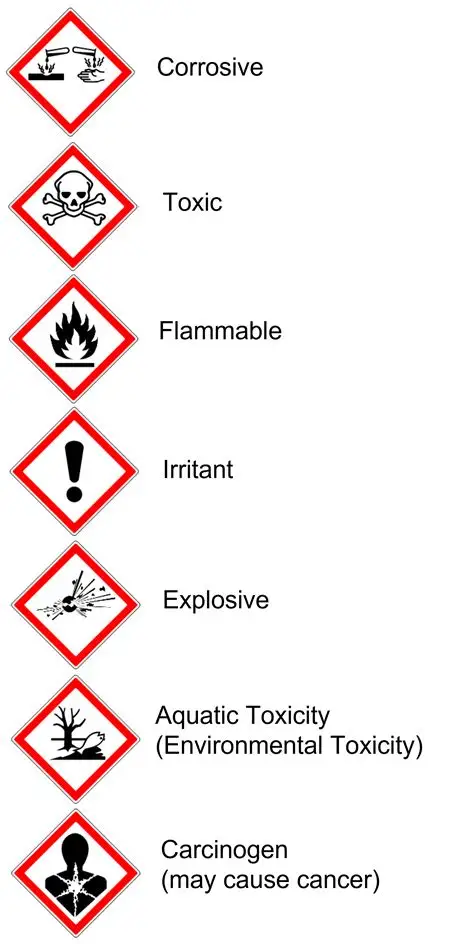 Corrosive
Toxic
Flammable
Irritant
Explosive
Aquatic Toxicity
(Environmental Toxicity)
Carcinogen
(may cause cancer)